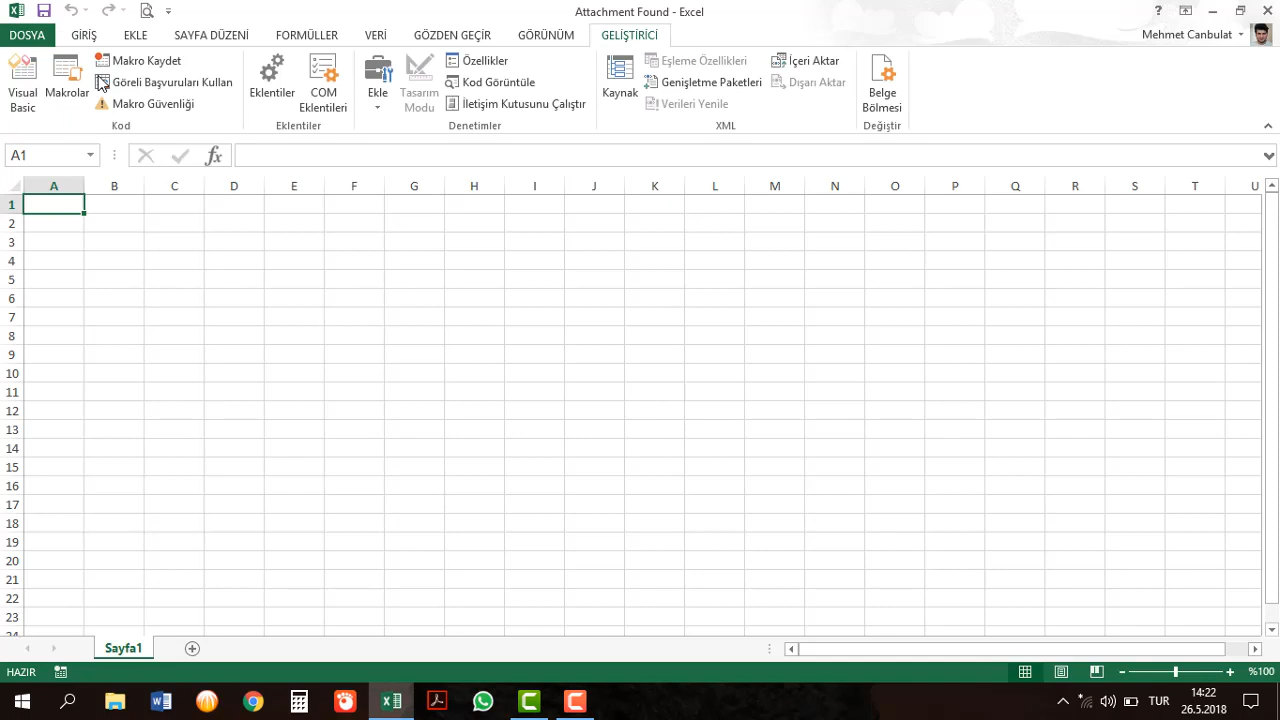 Attachment Found - Excel
?
DOSYA GİRİŞ EKLE SAYFA DÜZENİ FORMÜLLER VERİ GÖZDEN GEÇİR GÖRÜNÜM GELİŞTİRİCİ Mehmet Canbulat
Visual Basic
Makrolar
Makro Kaydet
Göreli Başvuruları Kullan
Makro Güvenliği
Kod
Eklentiler
COM Eklentileri
Eklentiler
Ekle
Tasarım Modu
Özellikler
Kod Görüntüle
İletişim Kutusunu Çalıştır
Denetimler
Kaynak
Eşleme Özellikleri
Genişletme Paketleri
Verileri Yenile
İçeri Aktar
Dışarı Aktar
XML
Belge Bölmesi
Değiştir
A1 fx
A B C D E F G H I J K L M N O P Q R S T U
1
2
3
4
5
6
7
8
9
10
11
12
13
14
15
16
17
18
19
20
21
22
23
24
Sayfa1
HAZIR %100
TUR 14:22
26.5.2018